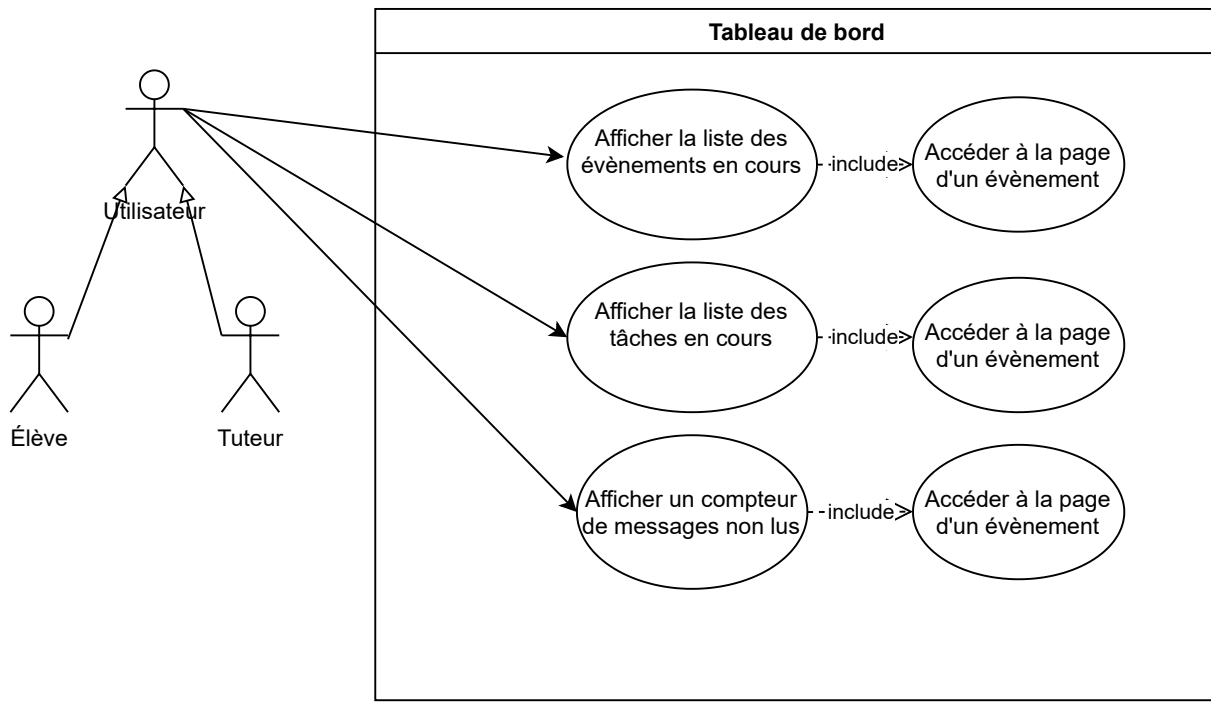 Tableau de bord
Utilisateur
Élève
Tuteur
Afficher la liste des
évènements en cours
include
Accéder à la page
d'un évènement
Afficher la liste des
tâches en cours
include
Accéder à la page
d'un évènement
Afficher un compteur
de messages non lus
include
Accéder à la page
d'un évènement